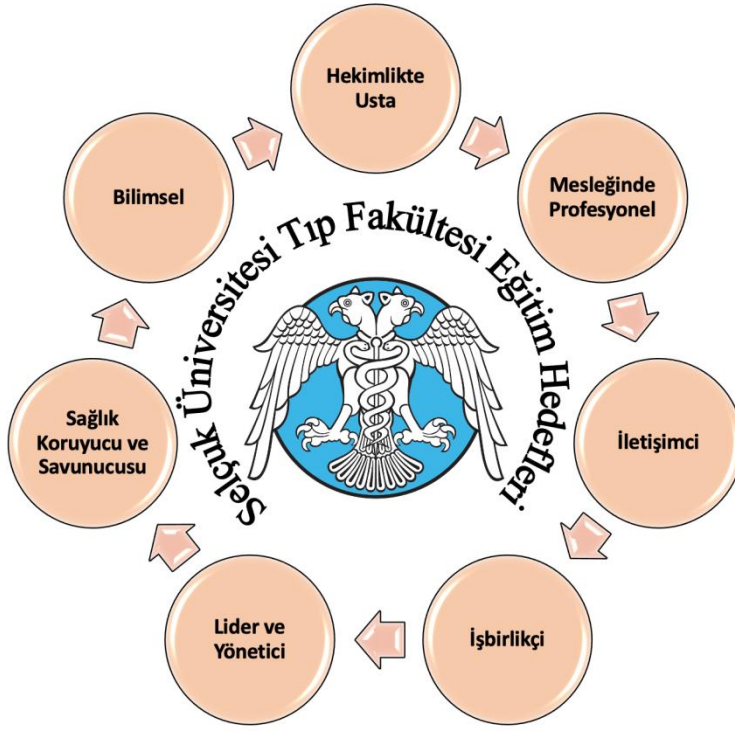 Hekimlikte
Usta
Mesleğinde
Profesyonel
İletişimci
İşbirlikçi
Lider ve
Yönetici
Sağlık
Koruyucu ve
Savunucusu
Bilimsel
Selçuk Üniversitesi Tıp Fakültesi Eğitim Hedefleri